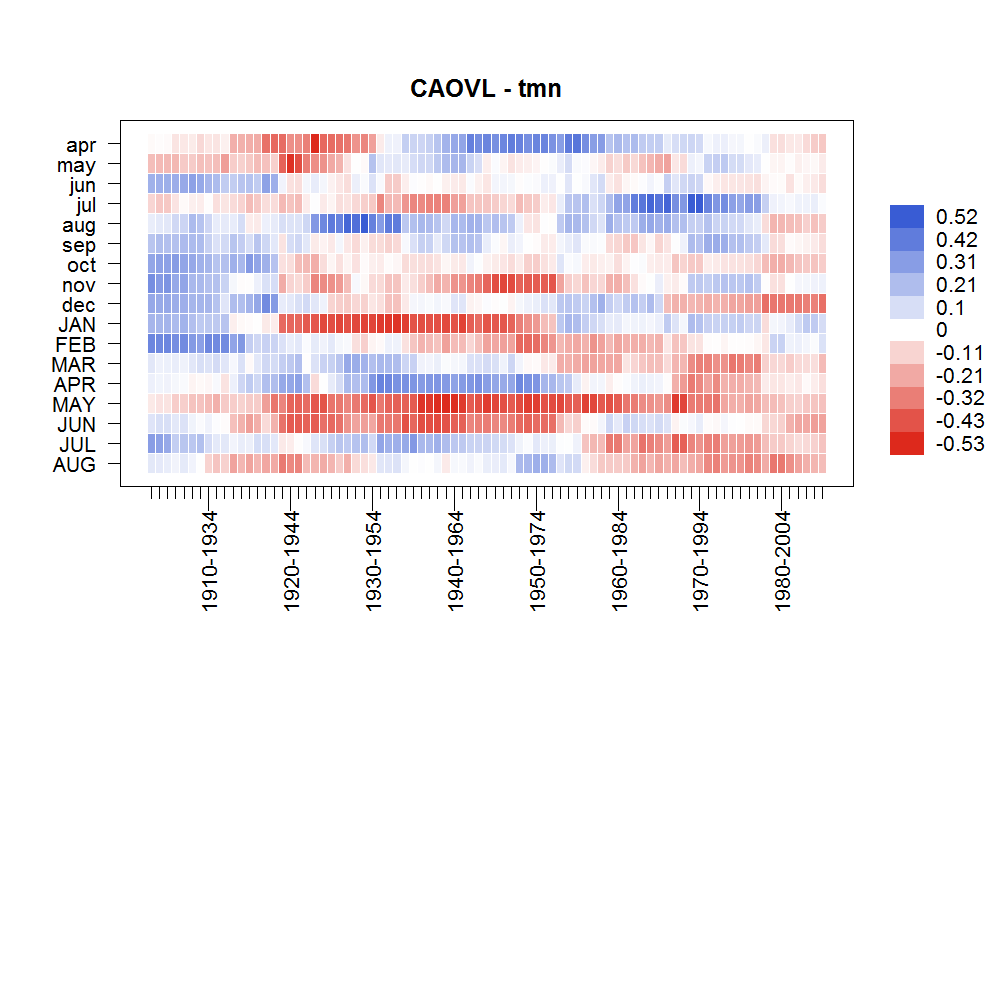 CAOVL - tmn
apr
may
jun
jul
aug
sep
oct
nov
dec
JAN
FEB
MAR
APR
MAY
JUN
JUL
AUG
0.52
0.42
0.31
0.21
0.1
0
-0.11
-0.21
-0.32
-0.43
-0.53
1910-1934
1920-1944
1930-1954
1940-1964
1950-1974
1960-1984
1970-1994
1980-2004